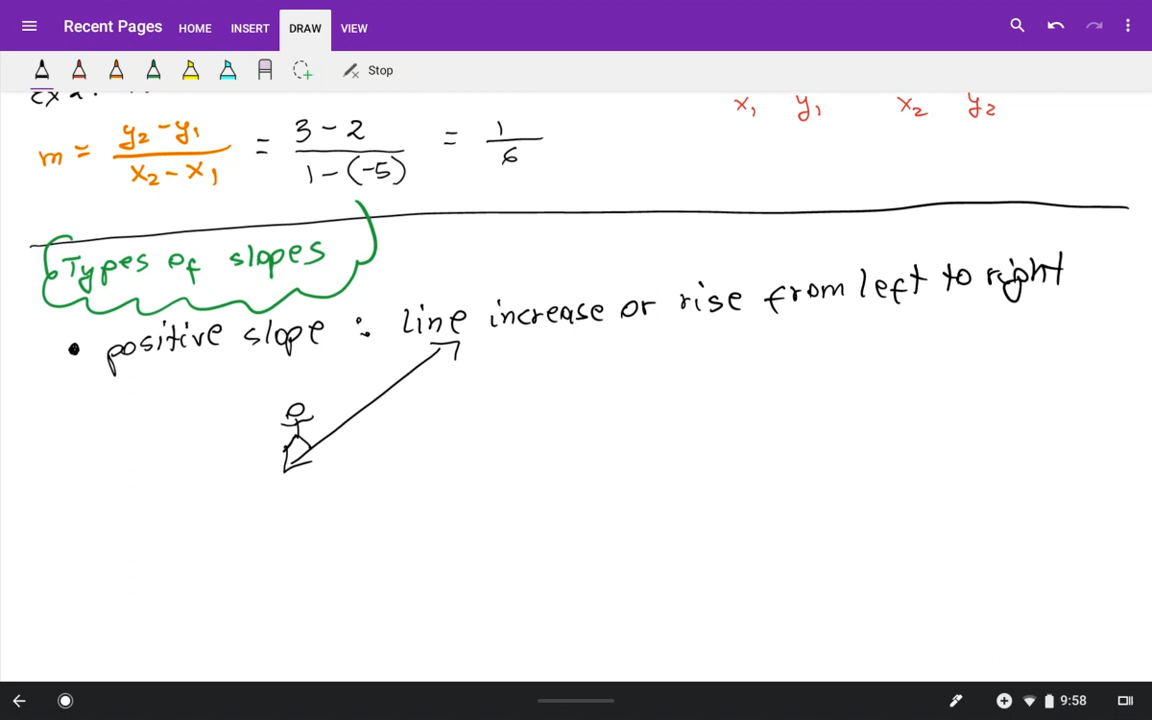 Recent Pages HOME INSERT DRAW VIEW
Stop
x₁ y₁ x₂ y₂
m = y₂ - y₁ / x₂ - x₁ = 3 - 2 / 1 - (-5) = 1 / 6
Types of slopes
• positive slope : line increase or rise from left to right
9:58